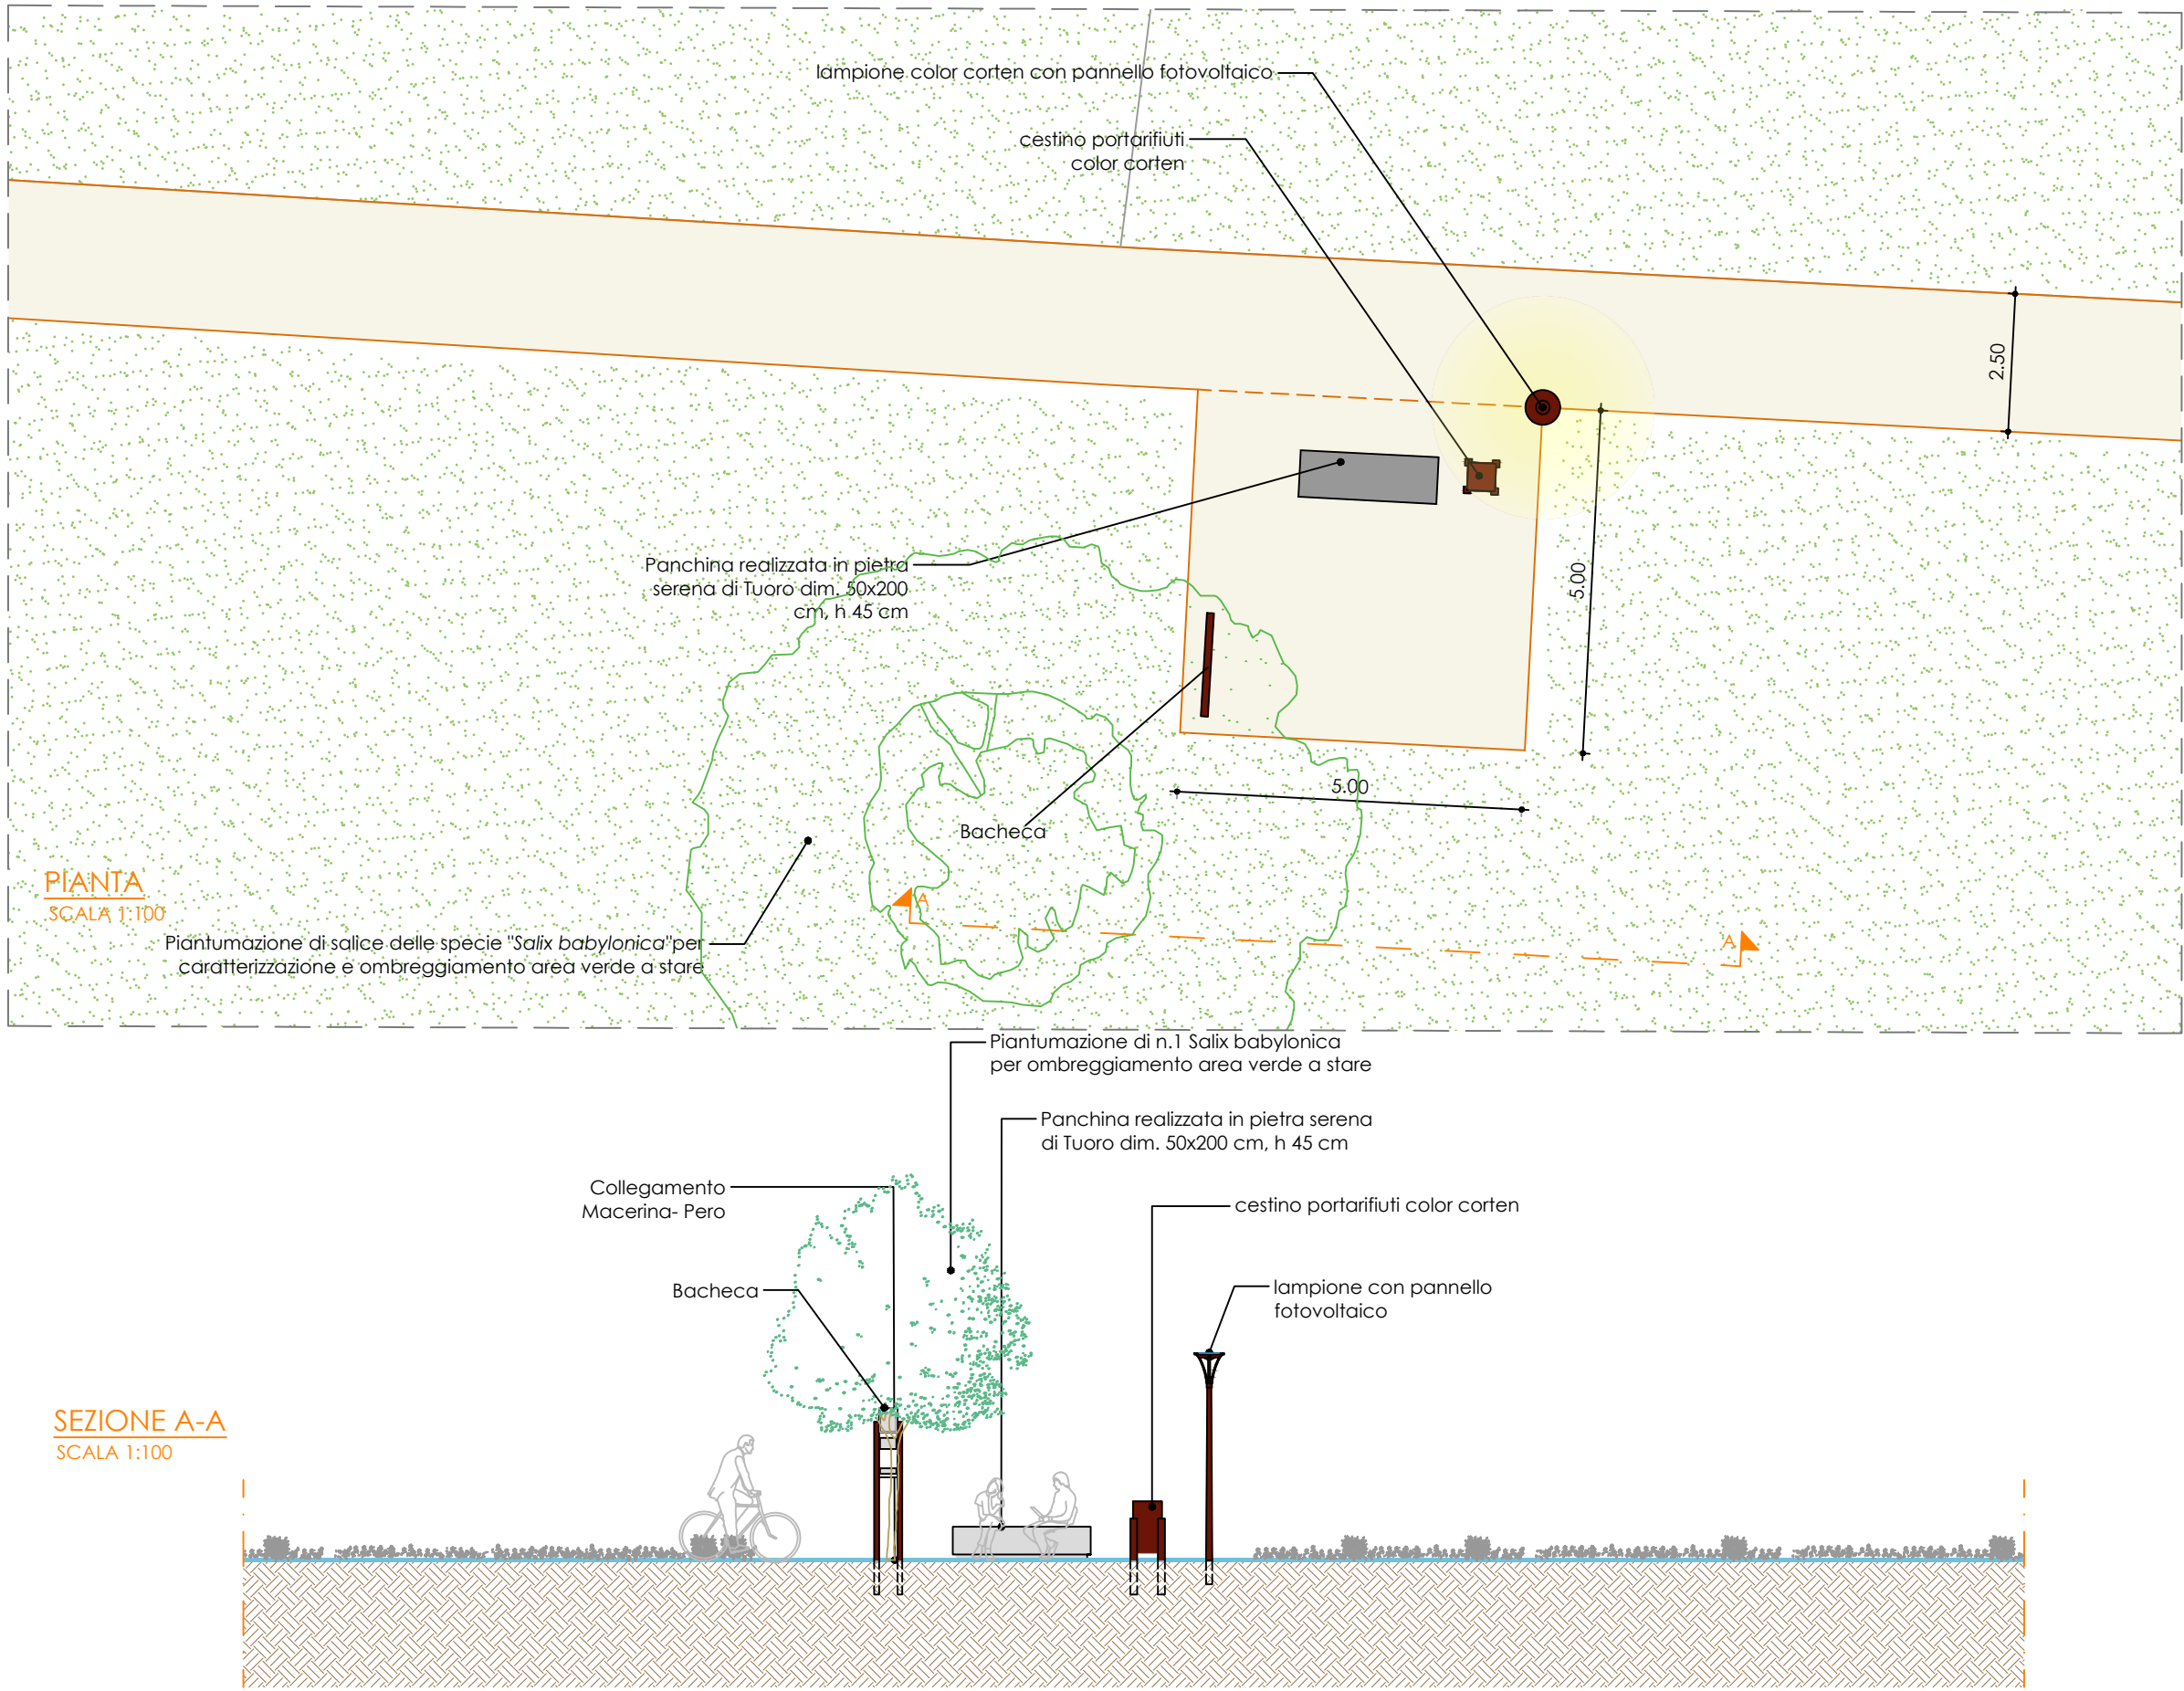 lampione color corten con pannello fotovoltaico
cestino portarifiuti
color corten
2.50
5.00
Panchina realizzata in pietra
serena di Tuoro dim. 50x200
cm, h 45 cm
5.00
Bacheca
PIANTA
SCALA 1:100
A
A
Piantumazione di salice delle specie "Salix babylonica"per
caratterizzazione e ombreggiamento area verde a stare
Piantumazione di n.1 Salix babylonica
per ombreggiamento area verde a stare
Panchina realizzata in pietra serena
di Tuoro dim. 50x200 cm, h 45 cm
Collegamento
Macerina- Pero
cestino portarifiuti color corten
Bacheca
lampione con pannello
fotovoltaico
SEZIONE A-A
SCALA 1:100